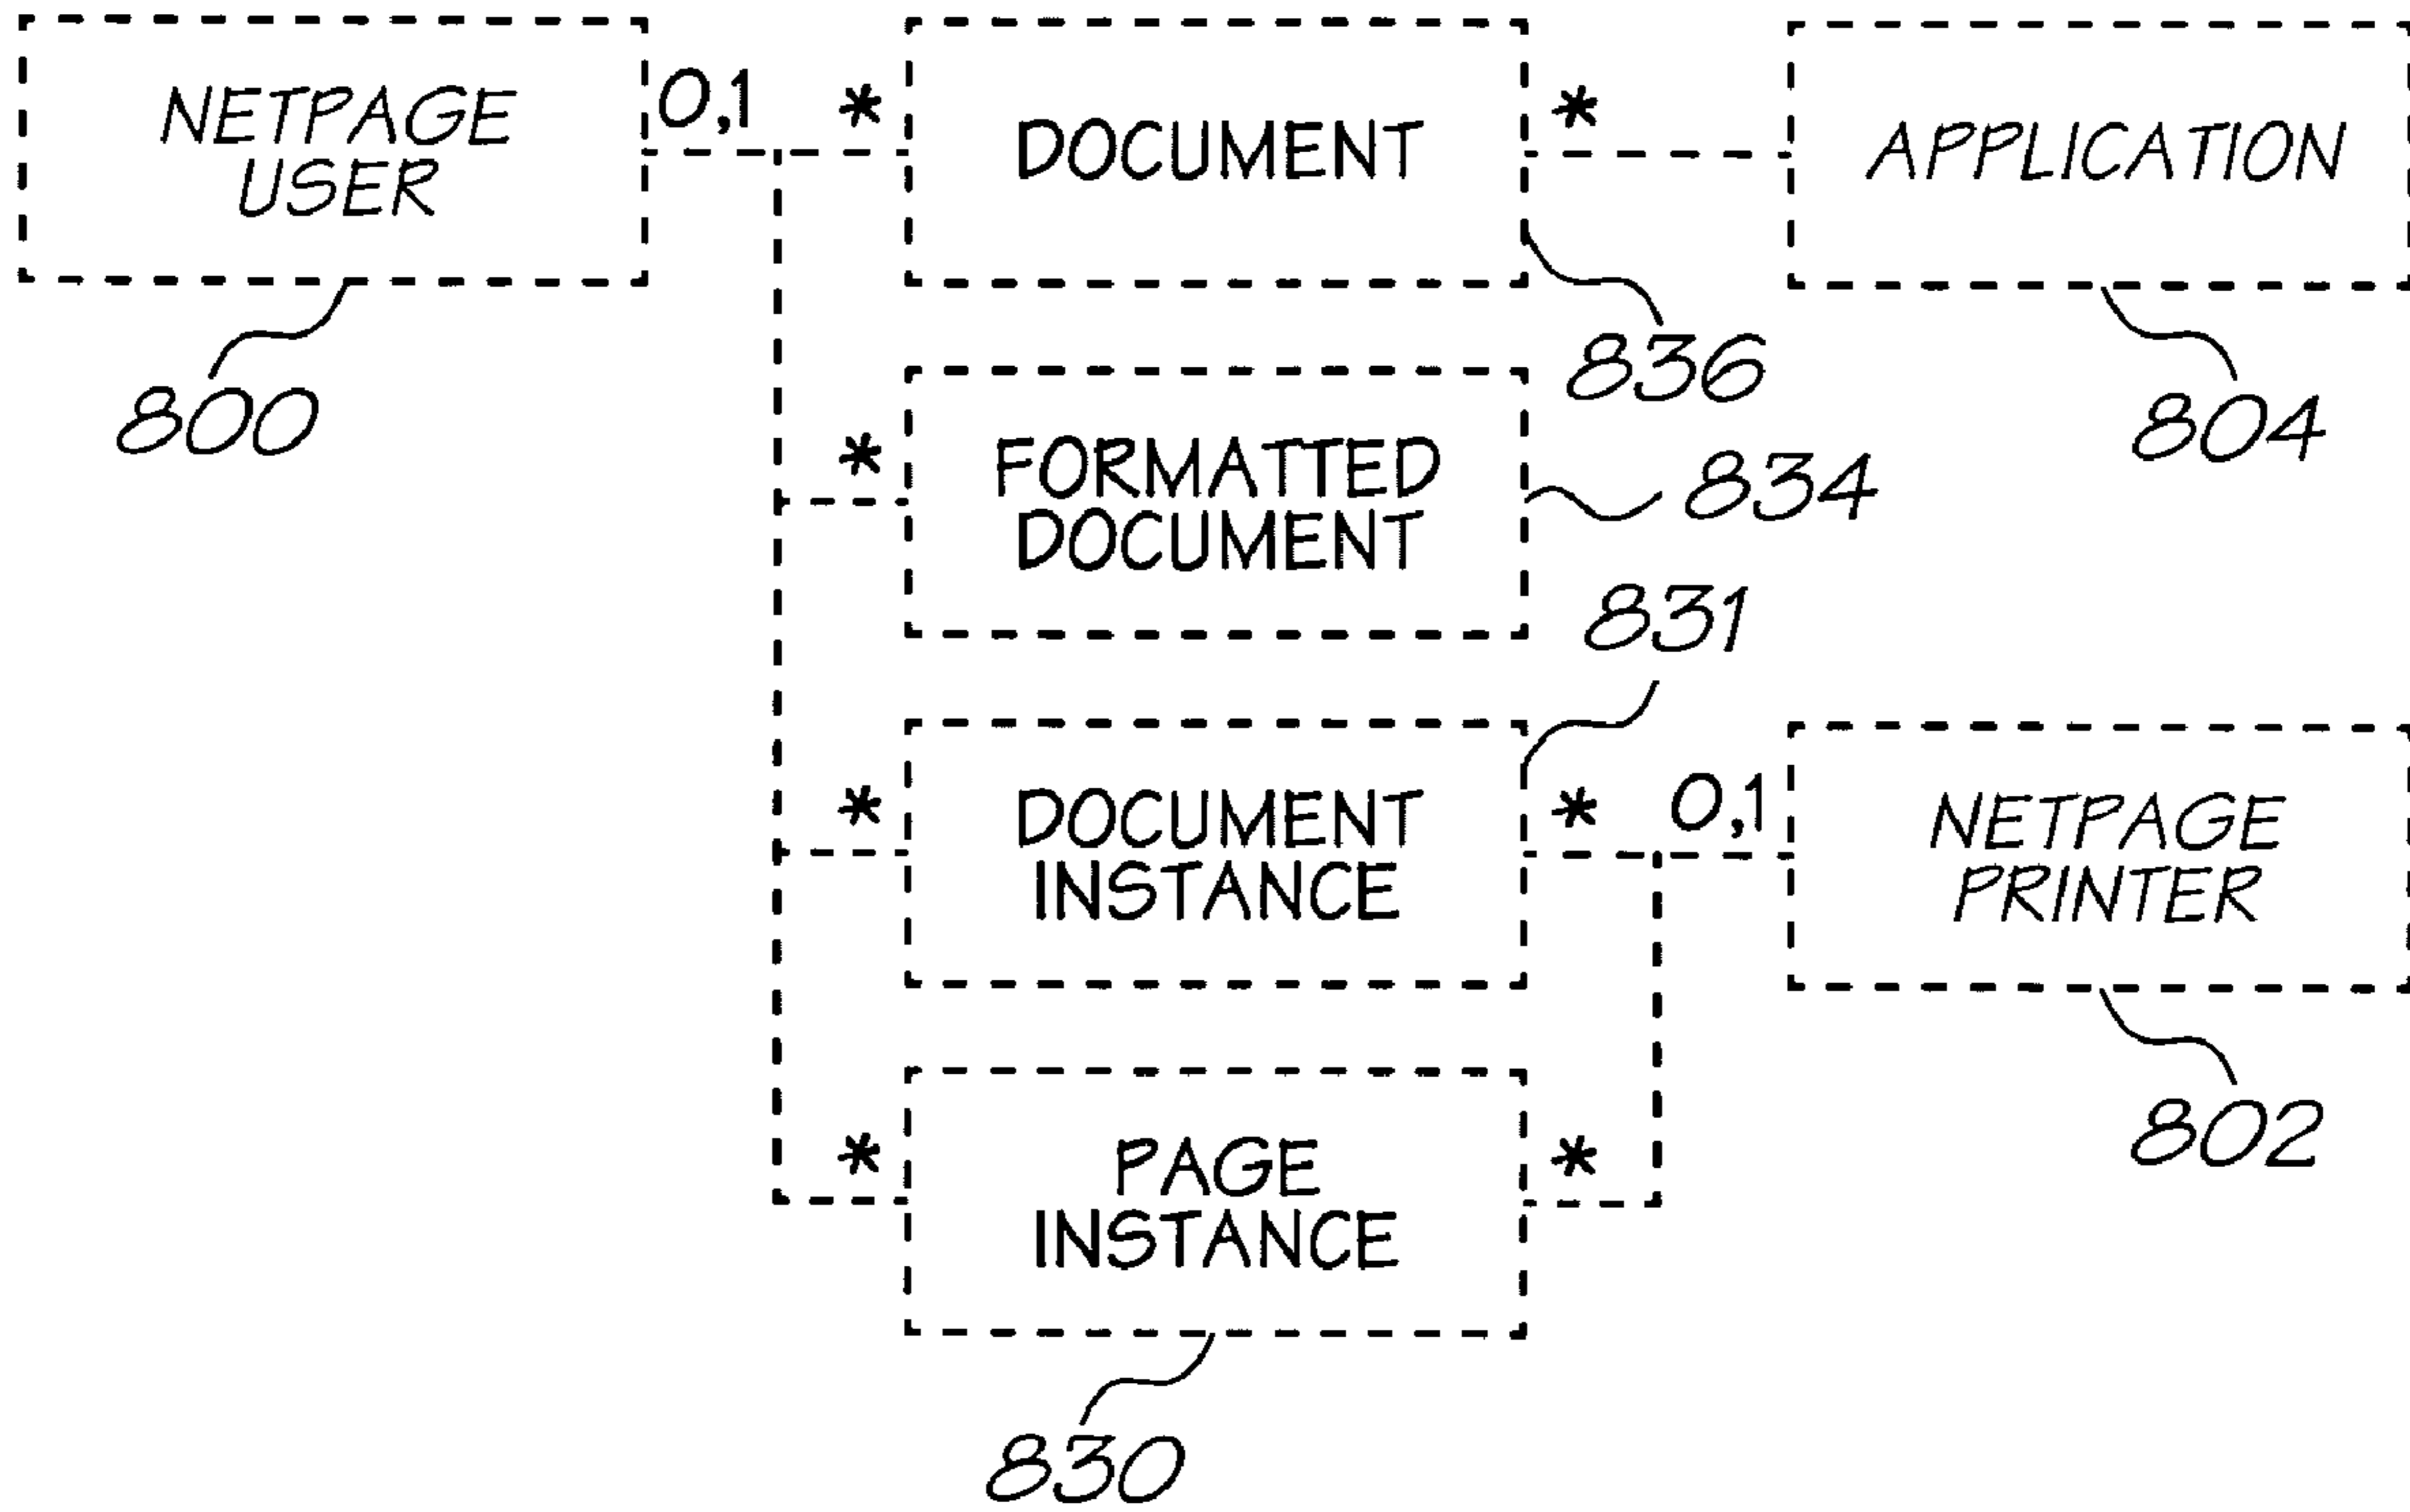 NETPAGE
USER
0,1
*
DOCUMENT
*
APPLICATION
800
836
804
*
FORMATTED
DOCUMENT
834
831
*
DOCUMENT
INSTANCE
*
0,1
NETPAGE
PRINTER
802
*
PAGE
INSTANCE
*
830